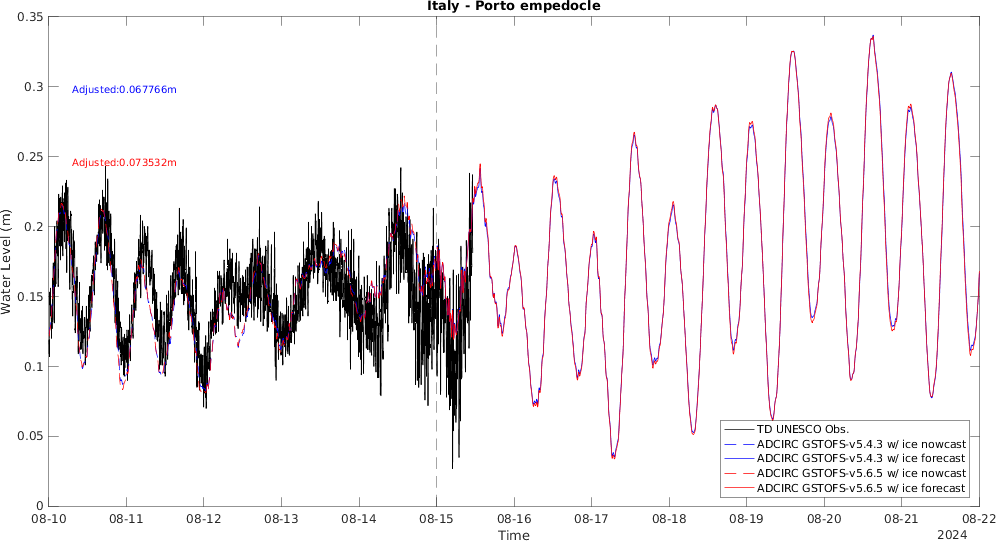 Italy - Porto empedocle
Water Level (m)
0.35
0.3
0.25
0.2
0.15
0.1
0.05
0
Adjusted:0.067766m
Adjusted:0.073532m
TD UNESCO Obs.
ADCIRC GSTOFS-v5.4.3 w/ ice nowcast
ADCIRC GSTOFS-v5.4.3 w/ ice forecast
ADCIRC GSTOFS-v5.6.5 w/ ice nowcast
ADCIRC GSTOFS-v5.6.5 w/ ice forecast
08-10 08-11 08-12 08-13 08-14 08-15 08-16 08-17 08-18 08-19 08-20 08-21 08-22
Time
2024